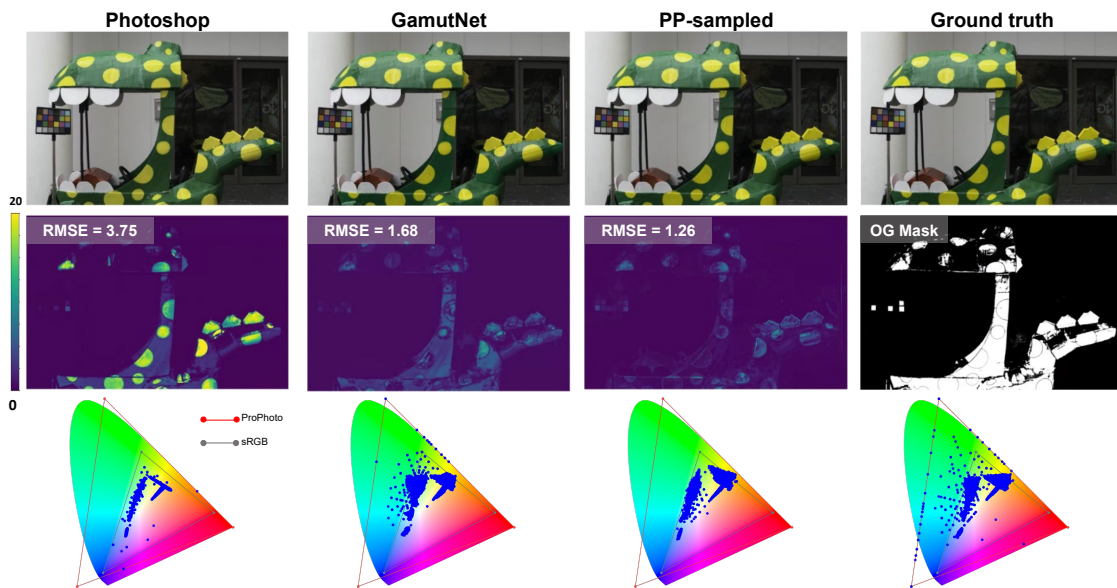 Photoshop GamutNet PP-sampled Ground truth
20
RMSE = 3.75 RMSE = 1.68 RMSE = 1.26 OG Mask
0
ProPhoto
sRGB